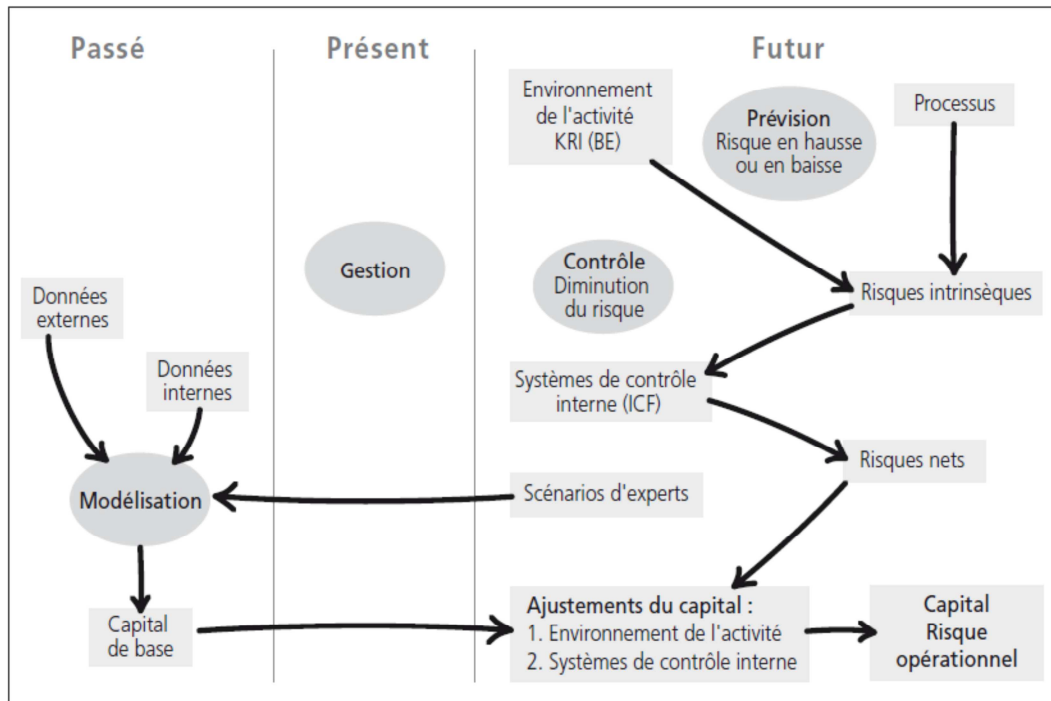 Passé
Présent
Futur
Environnement
de l'activité
KRI (BE)
Prévision
Risque en hausse
ou en baisse
Processus
Gestion
Contrôle
Diminution
du risque
Risques intrinsèques
Données
externes
Données
internes
Systèmes de contrôle
interne (ICF)
Risques nets
Modélisation
Scénarios d'experts
Capital
de base
Ajustements du capital :
1. Environnement de l'activité
2. Systèmes de contrôle interne
Capital
Risque
opérationnel